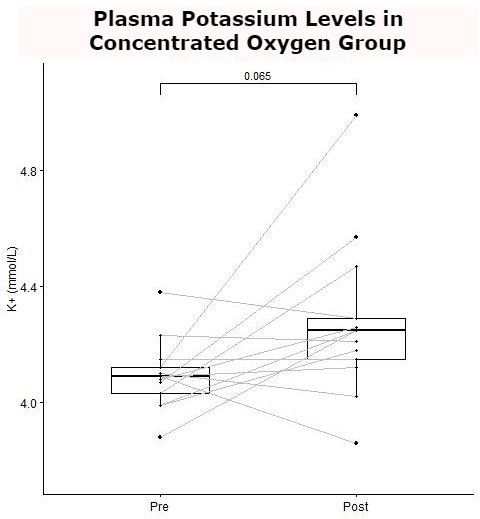 Plasma Potassium Levels in
Concentrated Oxygen Group
0.065
4.8
4.4
4.0
K+ (mmol/L)
Pre
Post